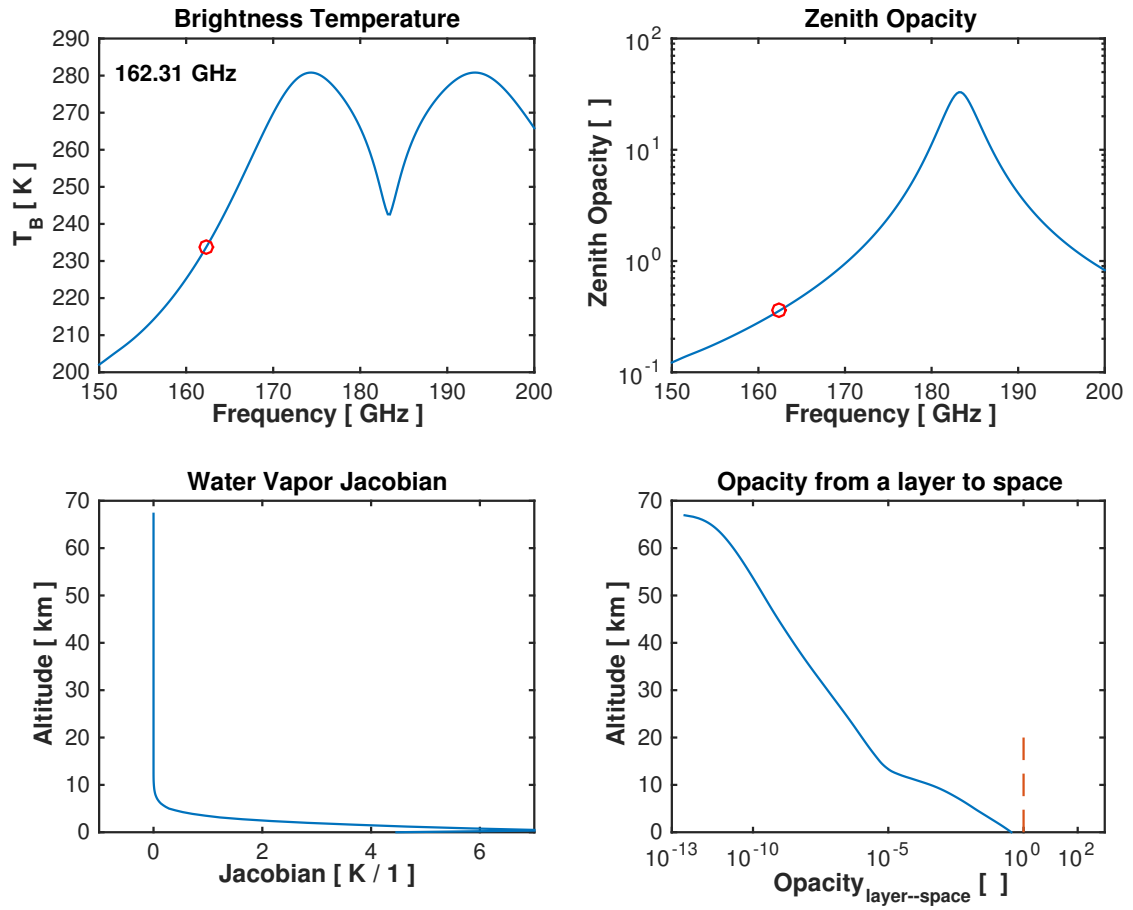 Brightness Temperature
290
280
270
260
250
240
230
220
210
200
T_B [ K ]
162.31 GHz
150 160 170 180 190 200
Frequency [ GHz ]
Zenith Opacity
10^2
10^1
10^0
10^-1
Zenith Opacity [ ]
150 160 170 180 190 200
Frequency [ GHz ]
Water Vapor Jacobian
70
60
50
40
30
20
10
0
Altitude [ km ]
0 2 4 6
Jacobian [ K / 1 ]
Opacity from a layer to space
70
60
50
40
30
20
10
0
Altitude [ km ]
10^-13 10^-10 10^-5 10^0 10^2
Opacity_layer--space [ ]